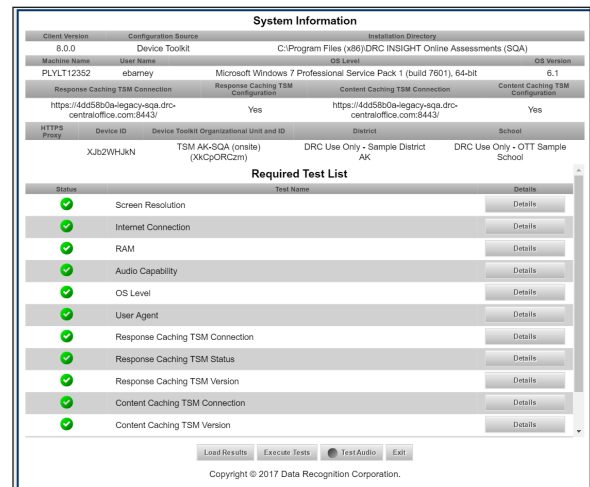 System Information
Client Version Configuration Source Installation Directory
8.0.0 Device Toolkit C:\Program Files (x86)\DRC INSIGHT Online Assessments (SQA)
Machine Name User Name OS Level OS Version
PLYLT12352 ebarney Microsoft Windows 7 Professional Service Pack 1 (build 7601), 64-bit 6.1
Response Caching TSM Connection Response Caching TSM Configuration Content Caching TSM Connection Content Caching TSM Configuration
https://4dd58b0a-legacy-sqa.drc-centraloffice.com:8443/ Yes https://4dd58b0a-legacy-sqa.drc-centraloffice.com:8443/ Yes
HTTPS Proxy Device ID Device Toolkit Organizational Unit and ID District School
XJb2WHJkN TSM AK-SQA (onsite) (XkCpORCzm) DRC Use Only - Sample District AK DRC Use Only - OTT Sample School
Required Test List
Status Test Name Details
Screen Resolution Details
Internet Connection Details
RAM Details
Audio Capability Details
OS Level Details
User Agent Details
Response Caching TSM Connection Details
Response Caching TSM Status Details
Response Caching TSM Version Details
Content Caching TSM Connection Details
Content Caching TSM Version Details
Load Results Execute Tests Test Audio Exit
Copyright © 2017 Data Recognition Corporation.